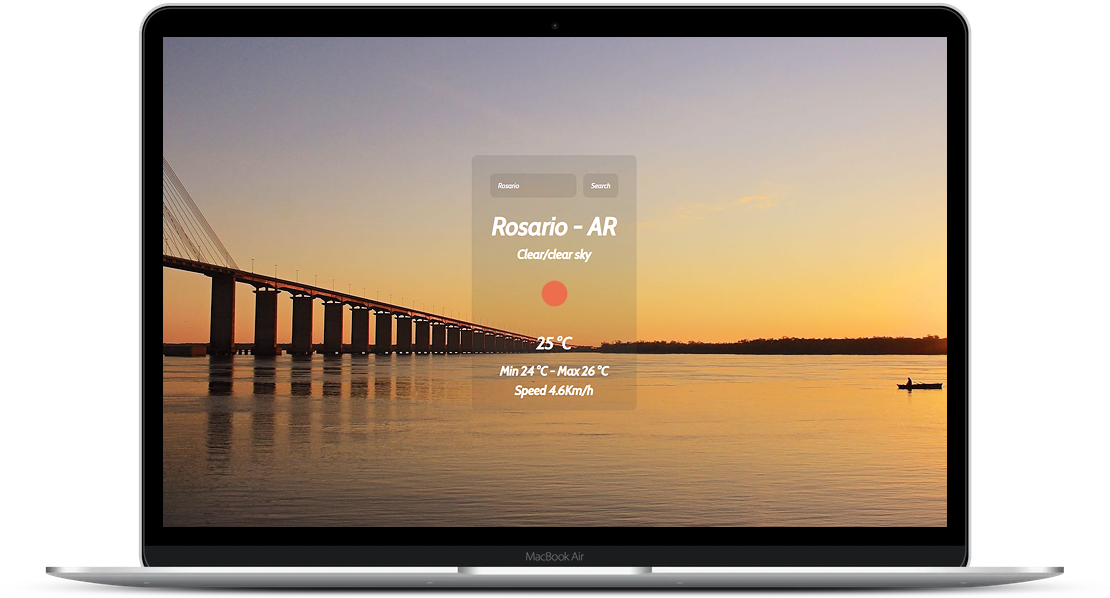 Rosario
Search
Rosario - AR
Clear/clear sky
25 °C
Min 24 °C - Max 26 °C
Speed 4.6Km/h
MacBook Air